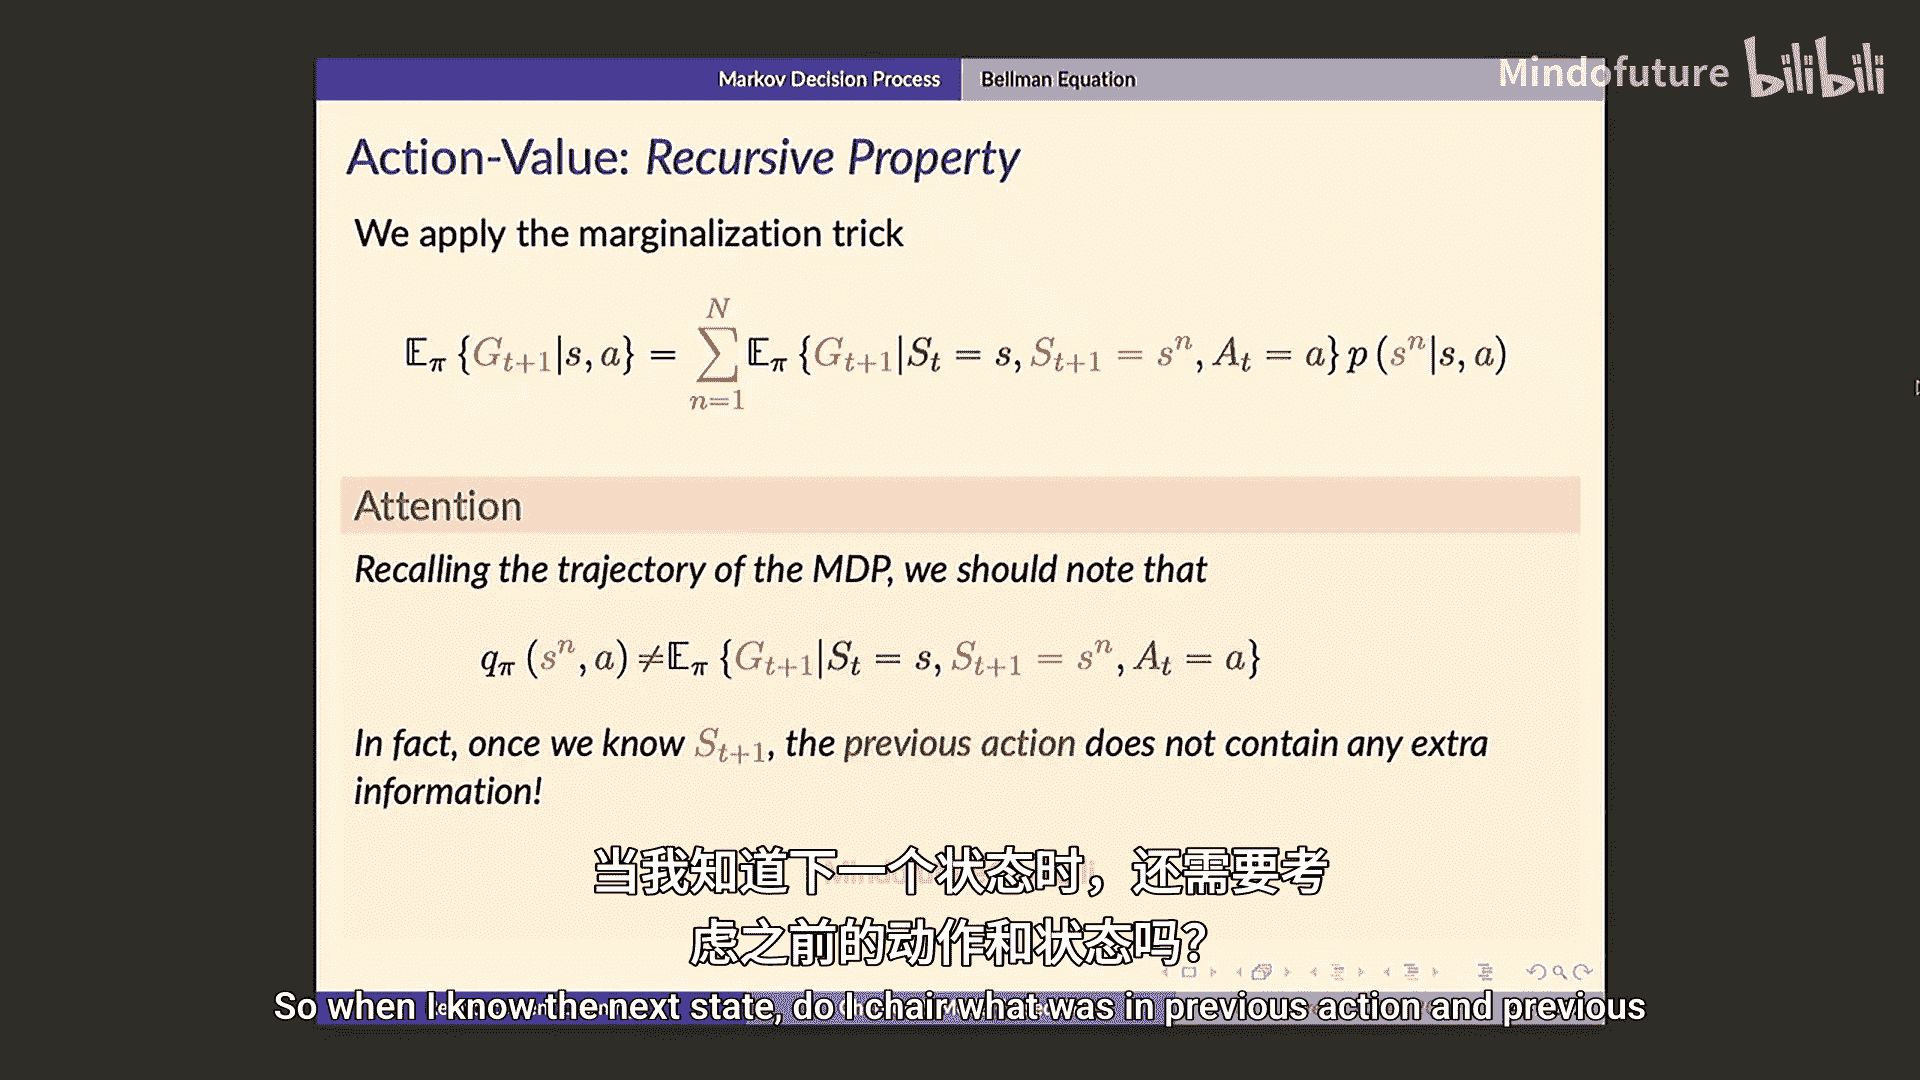 Markov Decision Process
Bellman Equation
Mindofuture bilibili
Action-Value: Recursive Property
We apply the marginalization trick
𝔼π {Gt+1|s, a} = ∑_{n=1}^{N} 𝔼π {Gt+1|St = s, St+1 = sⁿ, At = a} p (sⁿ|s, a)
Attention
Recalling the trajectory of the MDP, we should note that
qπ (sⁿ, a) ≠ 𝔼π {Gt+1|St = s, St+1 = sⁿ, At = a}
In fact, once we know St+1, the previous action does not contain any extra
information!
当我知道下一个状态时，还需要考
虑之前的动作和状态吗？
So when I know the next state, do I chair what was in previous action and previous